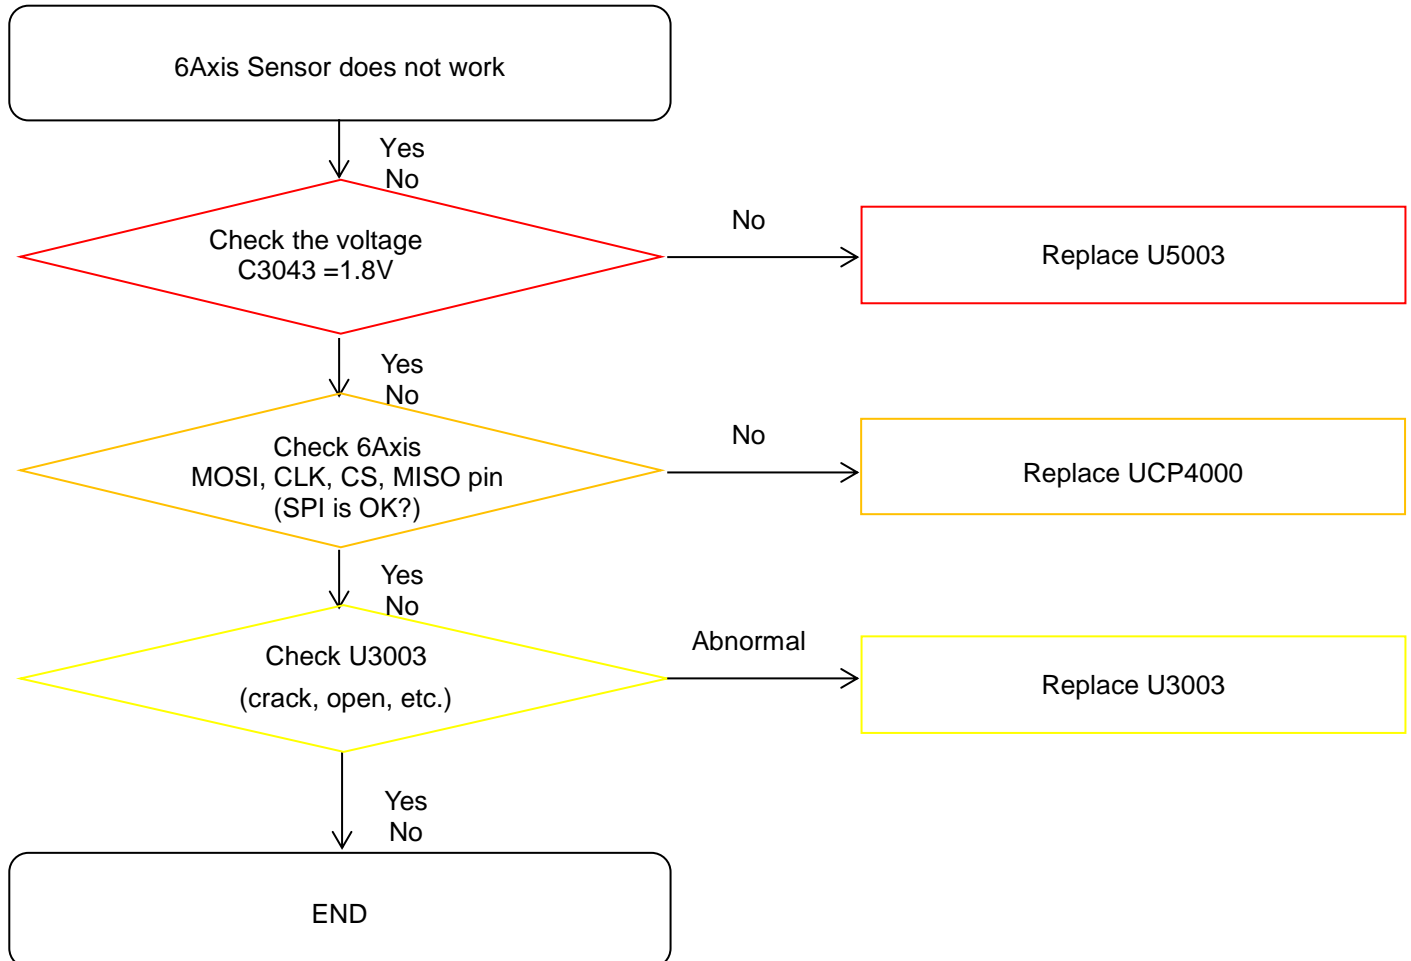 6Axis Sensor does not work
Yes
No
Check the voltage
C3043 =1.8V
No
Replace U5003
Yes
No
Check 6Axis
MOSI, CLK, CS, MISO pin
(SPI is OK?)
No
Replace UCP4000
Yes
No
Check U3003
(crack, open, etc.)
Abnormal
Replace U3003
Yes
No
END